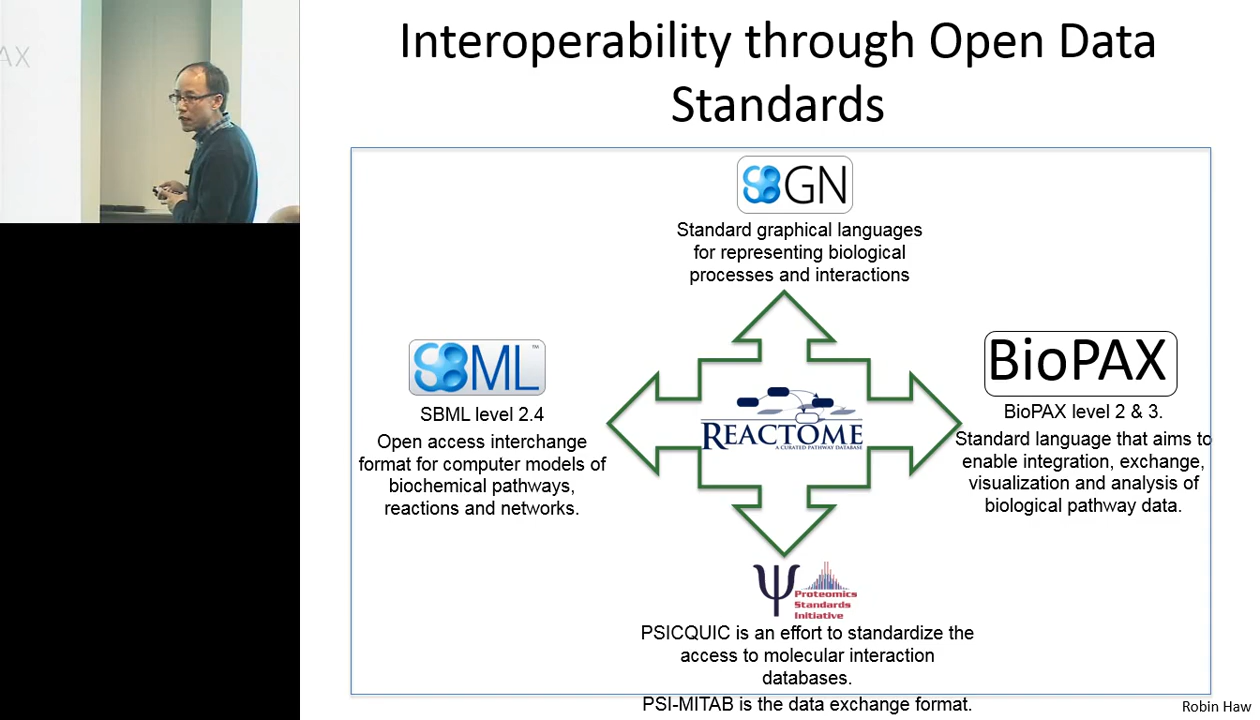 AX
Interoperability through Open Data
Standards
SBGN
Standard graphical languages
for representing biological
processes and interactions
SBML™
SBML level 2.4
Open access interchange
format for computer models of
biochemical pathways,
reactions and networks.
REACTOME
A CURATED PATHWAY DATABASE
BioPAX
BioPAX level 2 & 3.
Standard language that aims to
enable integration, exchange,
visualization and analysis of
biological pathway data.
Ψ Proteomics
Standards
Initiative
PSICQUIC is an effort to standardize the
access to molecular interaction
databases.
PSI-MITAB is the data exchange format.
Robin Haw